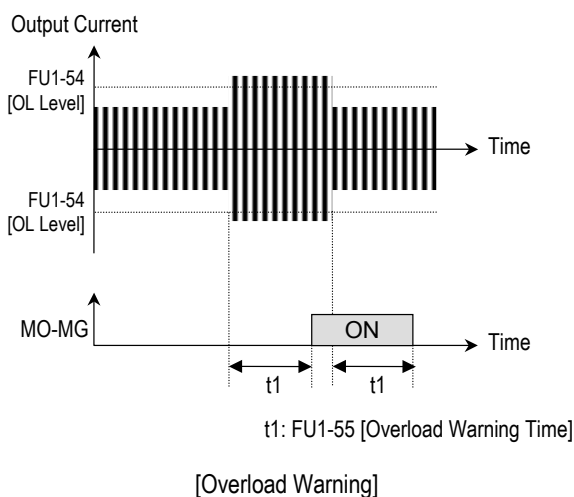 Output Current
FU1-54
[OL Level]
Time
FU1-54
[OL Level]
MO-MG
ON
Time
t1
t1
t1: FU1-55 [Overload Warning Time]
[Overload Warning]